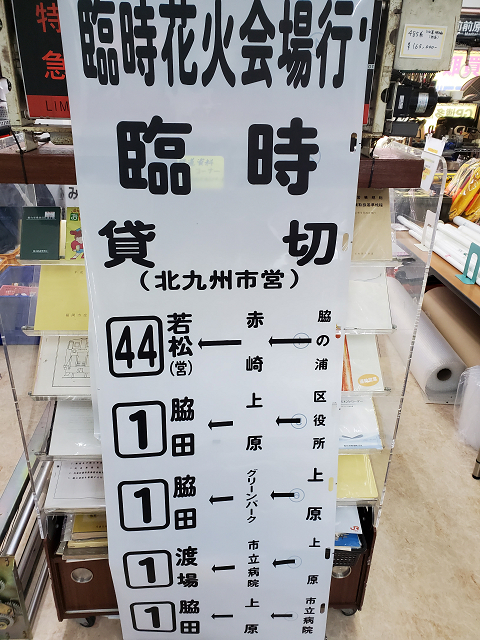 臨時花火会場行
臨時
貸切
（北九州市営）
44 若松(営) ← 赤崎 ← 脇の浦
1 脇田 ← 上原 ← 区役所
1 脇田 ← グリーンパーク ← 上原
1 渡場 ← 市立病院 ← 上原
1 脇田 ← 上原 ← 市立病院
特急
LIM